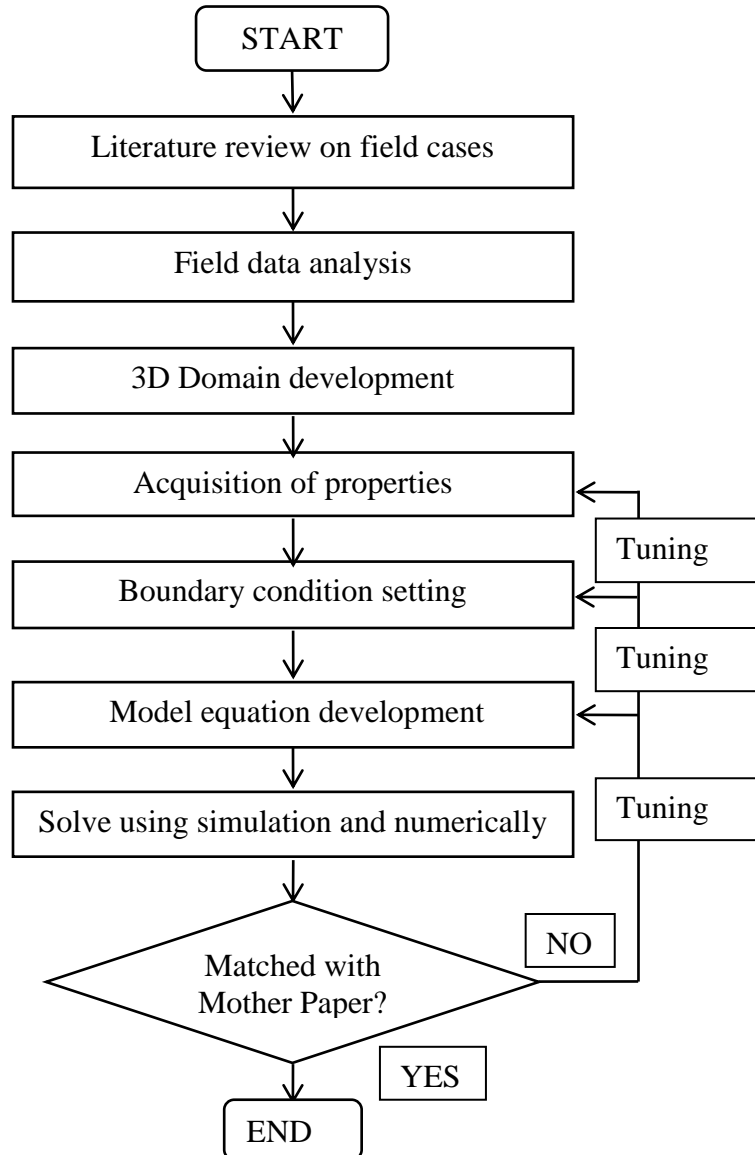 START
Literature review on field cases
Field data analysis
3D Domain development
Acquisition of properties
Tuning
Boundary condition setting
Tuning
Model equation development
Tuning
Solve using simulation and numerically
NO
Matched with
Mother Paper?
YES
END